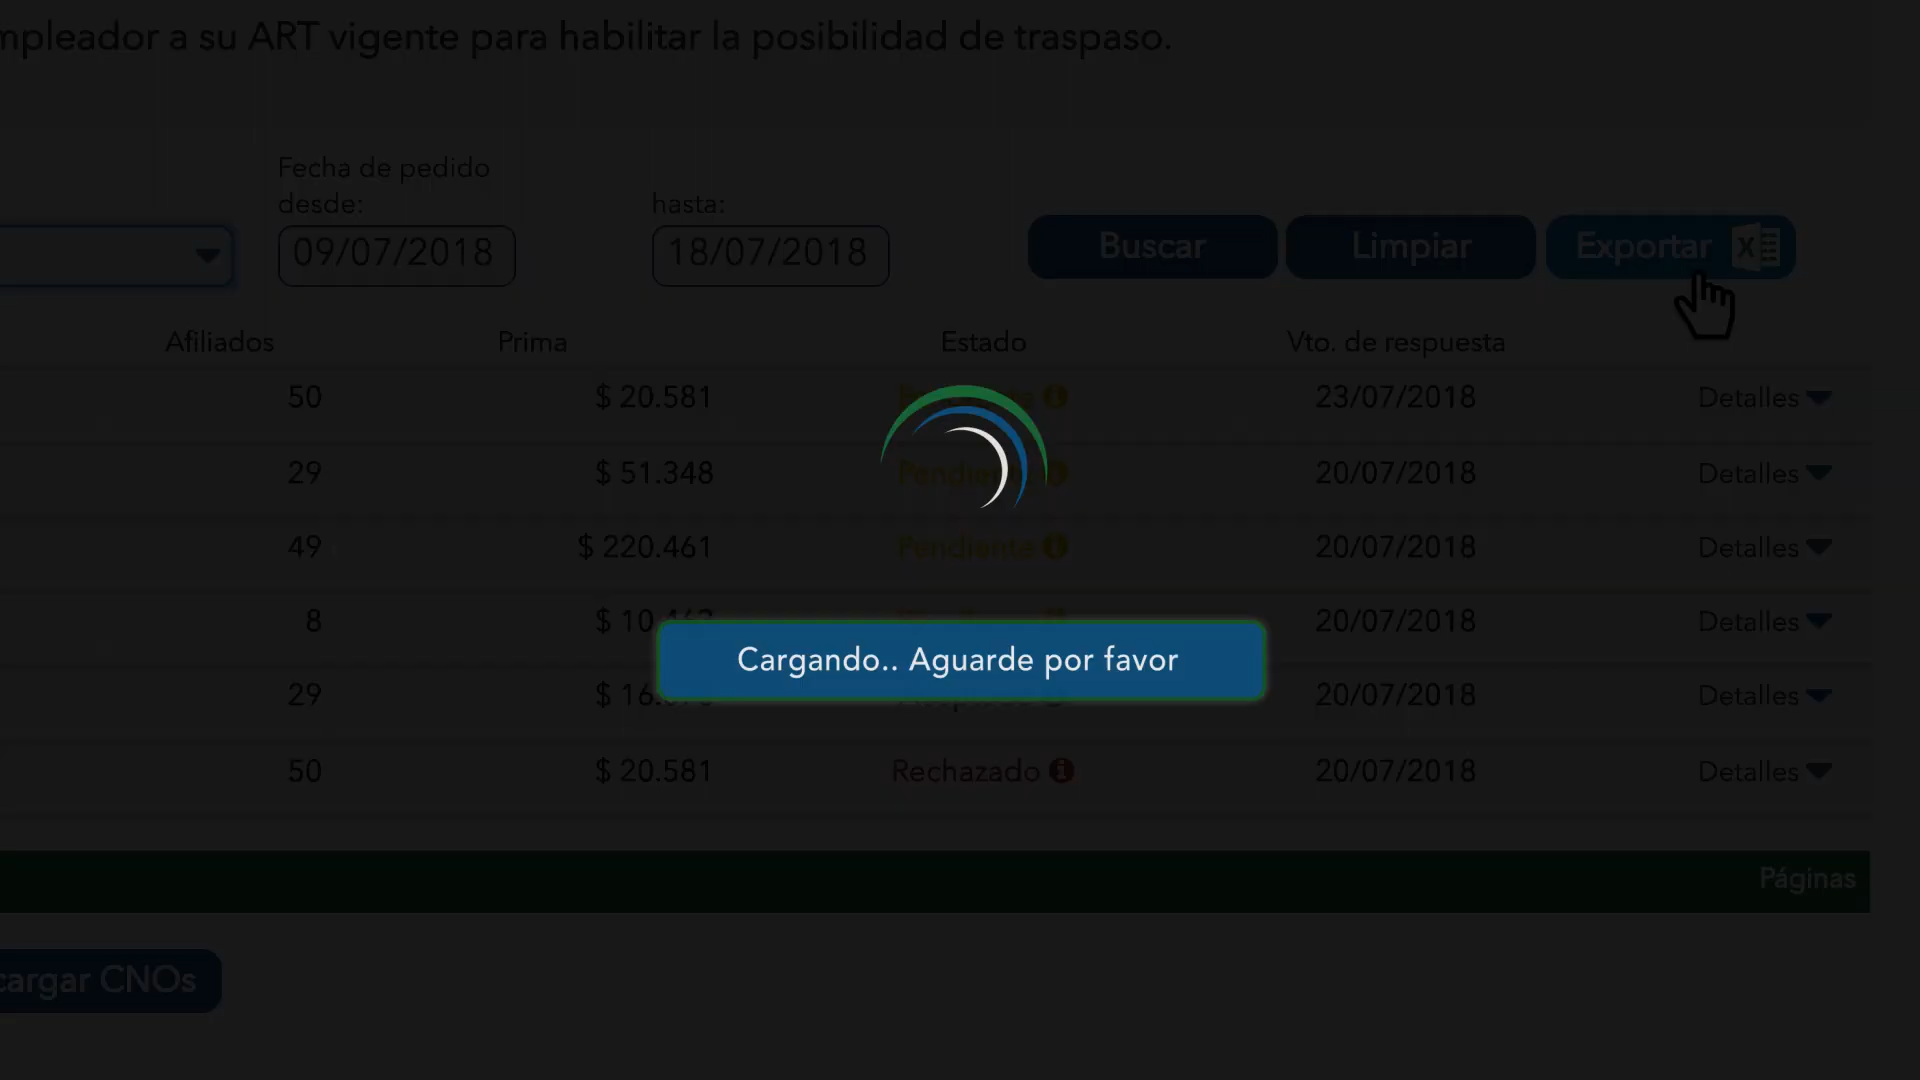 mpleador a su ART vigente para habilitar la posibilidad de traspaso.
Fecha de pedido
desde:
hasta:
09/07/2018
18/07/2018
Buscar
Limpiar
Exportar
Afiliados Prima Estado Vto. de respuesta
50 $ 20.581 23/07/2018 Detalles
29 $ 51.348 Pendiente 20/07/2018 Detalles
49 $ 220.461 Pendiente 20/07/2018 Detalles
8 $ 10.463 20/07/2018 Detalles
29 $ 16. 20/07/2018 Detalles
50 $ 20.581 Rechazado 20/07/2018 Detalles
Cargando.. Aguarde por favor
Páginas
cargar CNOs